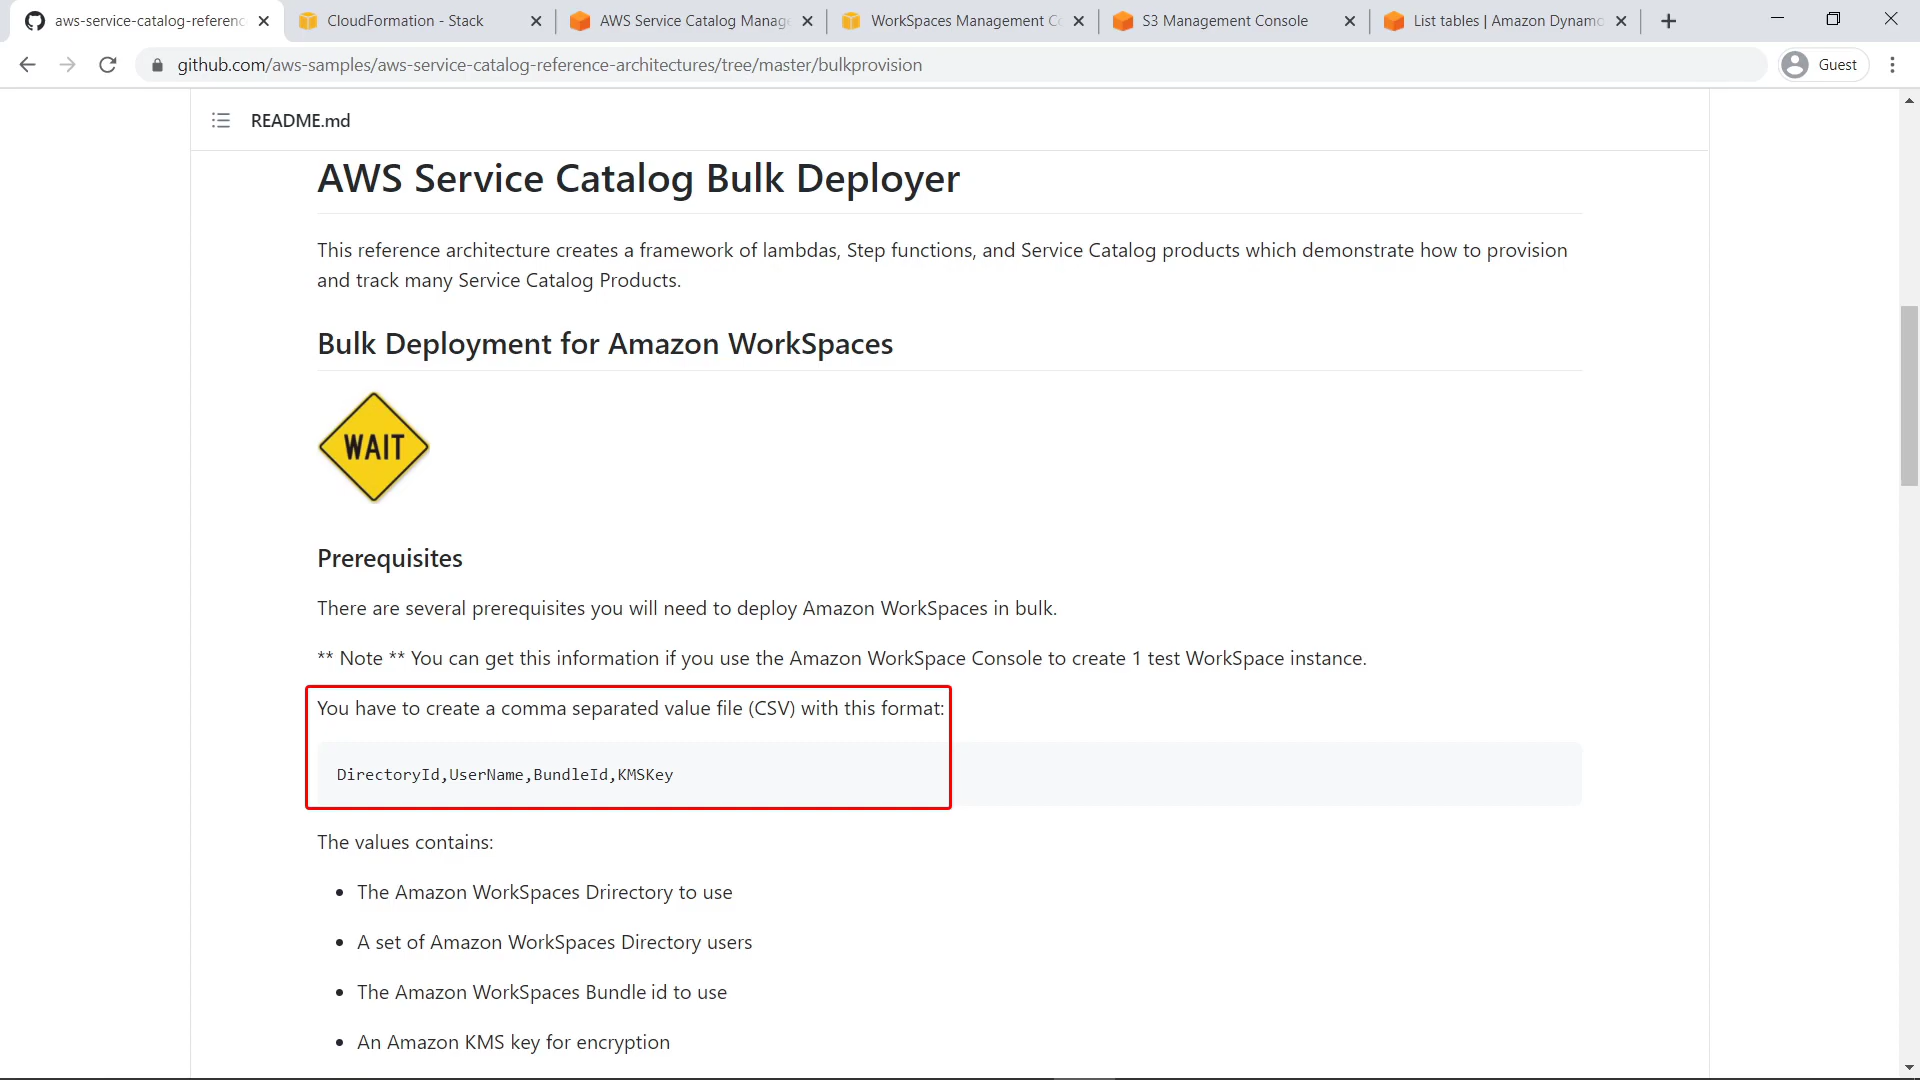 aws-service-catalog-referenc
CloudFormation - Stack
AWS Service Catalog Manage
WorkSpaces Management Co
S3 Management Console
List tables | Amazon Dynamo
github.com/aws-samples/aws-service-catalog-reference-architectures/tree/master/bulkprovision
Guest
README.md
AWS Service Catalog Bulk Deployer
This reference architecture creates a framework of lambdas, Step functions, and Service Catalog products which demonstrate how to provision
and track many Service Catalog Products.
Bulk Deployment for Amazon WorkSpaces
WAIT
Prerequisites
There are several prerequisites you will need to deploy Amazon WorkSpaces in bulk.
** Note ** You can get this information if you use the Amazon WorkSpace Console to create 1 test WorkSpace instance.
You have to create a comma separated value file (CSV) with this format:
DirectoryId,UserName,BundleId,KMSKey
The values contains:
• The Amazon WorkSpaces Drirectory to use
• A set of Amazon WorkSpaces Directory users
• The Amazon WorkSpaces Bundle id to use
• An Amazon KMS key for encryption